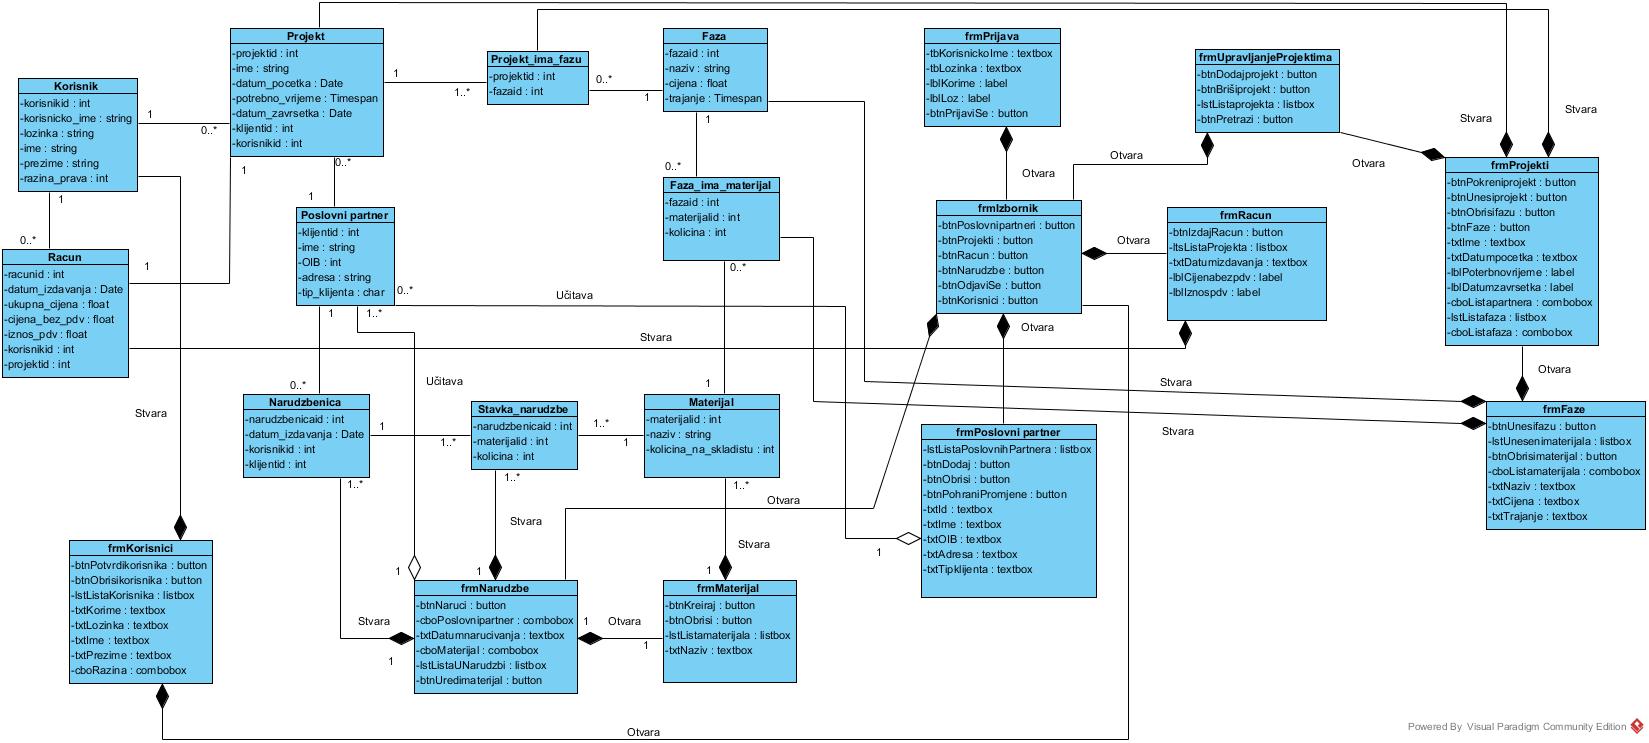 Korisnik
-korisnikid : int
-korisnicko_ime : string
-lozinka : string
-ime : string
-prezime : string
-razina_prava : int
1
0..*
1
0..*
Projekt
-projektid : int
-ime : string
-datum_pocetka : Date
-potrebno_vrijeme : Timespan
-datum_zavrsetka : Date
-klijentid : int
-korisnikid : int
1
1..*
1
0..*
1
Projekt_ima_fazu
-projektid : int
-fazaid : int
0..*
1
Faza
-fazaid : int
-naziv : string
-cijena : float
-trajanje : Timespan
1
0..*
Faza_ima_materijal
-fazaid : int
-materijalid : int
-kolicina : int
0..*
1
Racun
-racunid : int
-datum_izdavanja : Date
-ukupna_cijena : float
-cijena_bez_pdv : float
-iznos_pdv : float
-korisnikid : int
-projektid : int
1
Poslovni partner
-klijentid : int
-ime : string
-OIB : int
-adresa : string
-tip_klijenta : char
0..*
1
1..*
0..*
Učitava
Učitava
Stvara
Stvara
Narudzbenica
-narudzbenicaid : int
-datum_izdavanja : Date
-korisnikid : int
-klijentid : int
1
1..*
1..*
Stavka_narudzbe
-narudzbenicaid : int
-materijalid : int
-kolicina : int
1..*
1
1..*
Materijal
-materijalid : int
-naziv : string
-kolicina_na_skladistu : int
1..*
Stvara
Stvara
Stvara
1
1
1
1
frmKorisnici
-btnPotvrdikorisnika : button
-btnObrisikorisnika : button
-lstListaKorisnika : listbox
-txtKorime : textbox
-txtLozinka : textbox
-txtIme : textbox
-txtPrezime : textbox
-cboRazina : combobox
frmNarudzbe
-btnNaruci : button
-cboPoslovnipartner : combobox
-txtDatumnarucivanja : textbox
-cboMaterijal : combobox
-lstListaUNarudzbi : listbox
-btnUredimaterijal : button
1
Otvara
1
frmMaterijal
-btnKreiraj : button
-btnObrisi : button
-lstListamaterijala : listbox
-txtNaziv : textbox
Otvara
Otvara
frmPrijava
-tbKorisnickoIme : textbox
-tbLozinka : textbox
-lblKorime : label
-lblLoz : label
-btnPrijaviSe : button
Otvara
frmUpravljanjeProjektima
-btnDodajprojekt : button
-btnBrišiprojekt : button
-lstListaprojekta : listbox
-btnPretrazi : button
Otvara
Otvara
Stvara
Stvara
frmIzbornik
-btnPoslovnipartneri : button
-btnProjekti : button
-btnRacun : button
-btnNarudzbe : button
-btnOdjaviSe : button
-btnKorisnici : button
Otvara
Otvara
frmRacun
-btnIzdajRacun : button
-ltsListaProjekta : listbox
-txtDatumizdavanja : textbox
-lblCijenabezpdv : label
-lblIznospdv : label
frmProjekti
-btnPokreniprojekt : button
-btnUnesiprojekt : button
-btnObrisifazu : button
-btnFaze : button
-txtIme : textbox
-txtDatumpocetka : textbox
-lblPoterbnovrijeme : label
-lblDatumzavrsetka : label
-cboListapartnera : combobox
-lstListafaza : listbox
-cboListafaza : combobox
Otvara
Stvara
Stvara
frmPoslovni partner
-lstListaPoslovnihPartnera : listbox
-btnDodaj : button
-btnObrisi : button
-btnPohraniPromjene : button
-txtId : textbox
-txtIme : textbox
-txtOIB : textbox
-txtAdresa : textbox
-txtTipklijenta : textbox
1
frmFaze
-btnUnesifazu : button
-lstUnesenimaterijala : listbox
-btnObrisimaterijal : button
-cboListamaterijala : combobox
-txtNaziv : textbox
-txtCijena : textbox
-txtTrajanje : textbox
Powered By Visual Paradigm Community Edition